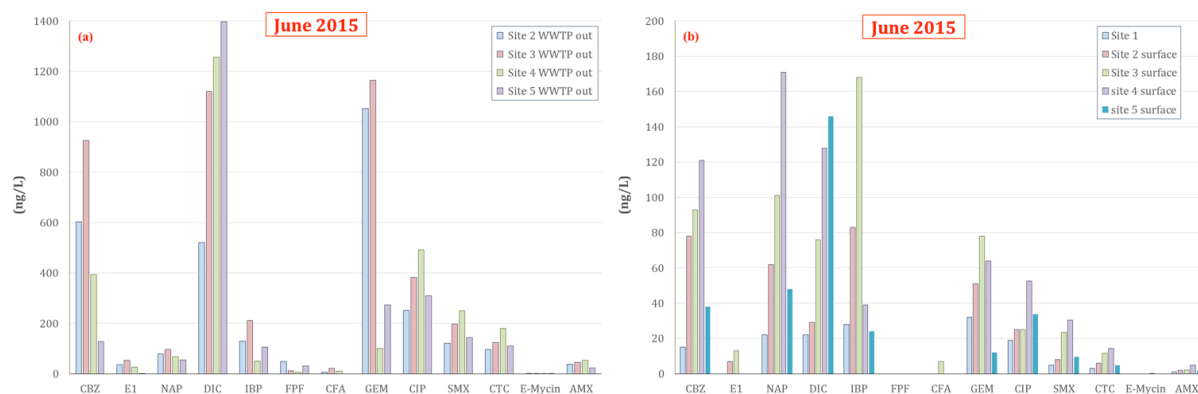 June 2015
(a)
Site 2 WWTP out
Site 3 WWTP out
Site 4 WWTP out
Site 5 WWTP out
1400
1200
1000
800
600
400
200
0
(ng/L)
CBZ E1 NAP DIC IBP FPF CFA GEM CIP SMX CTC E-Mycin AMX
June 2015
(b)
Site 1
Site 2 surface
Site 3 surface
site 4 surface
site 5 surface
200
180
160
140
120
100
80
60
40
20
0
(ng/L)
CBZ E1 NAP DIC IBP FPF CFA GEM CIP SMX CTC E-Mycin AMX